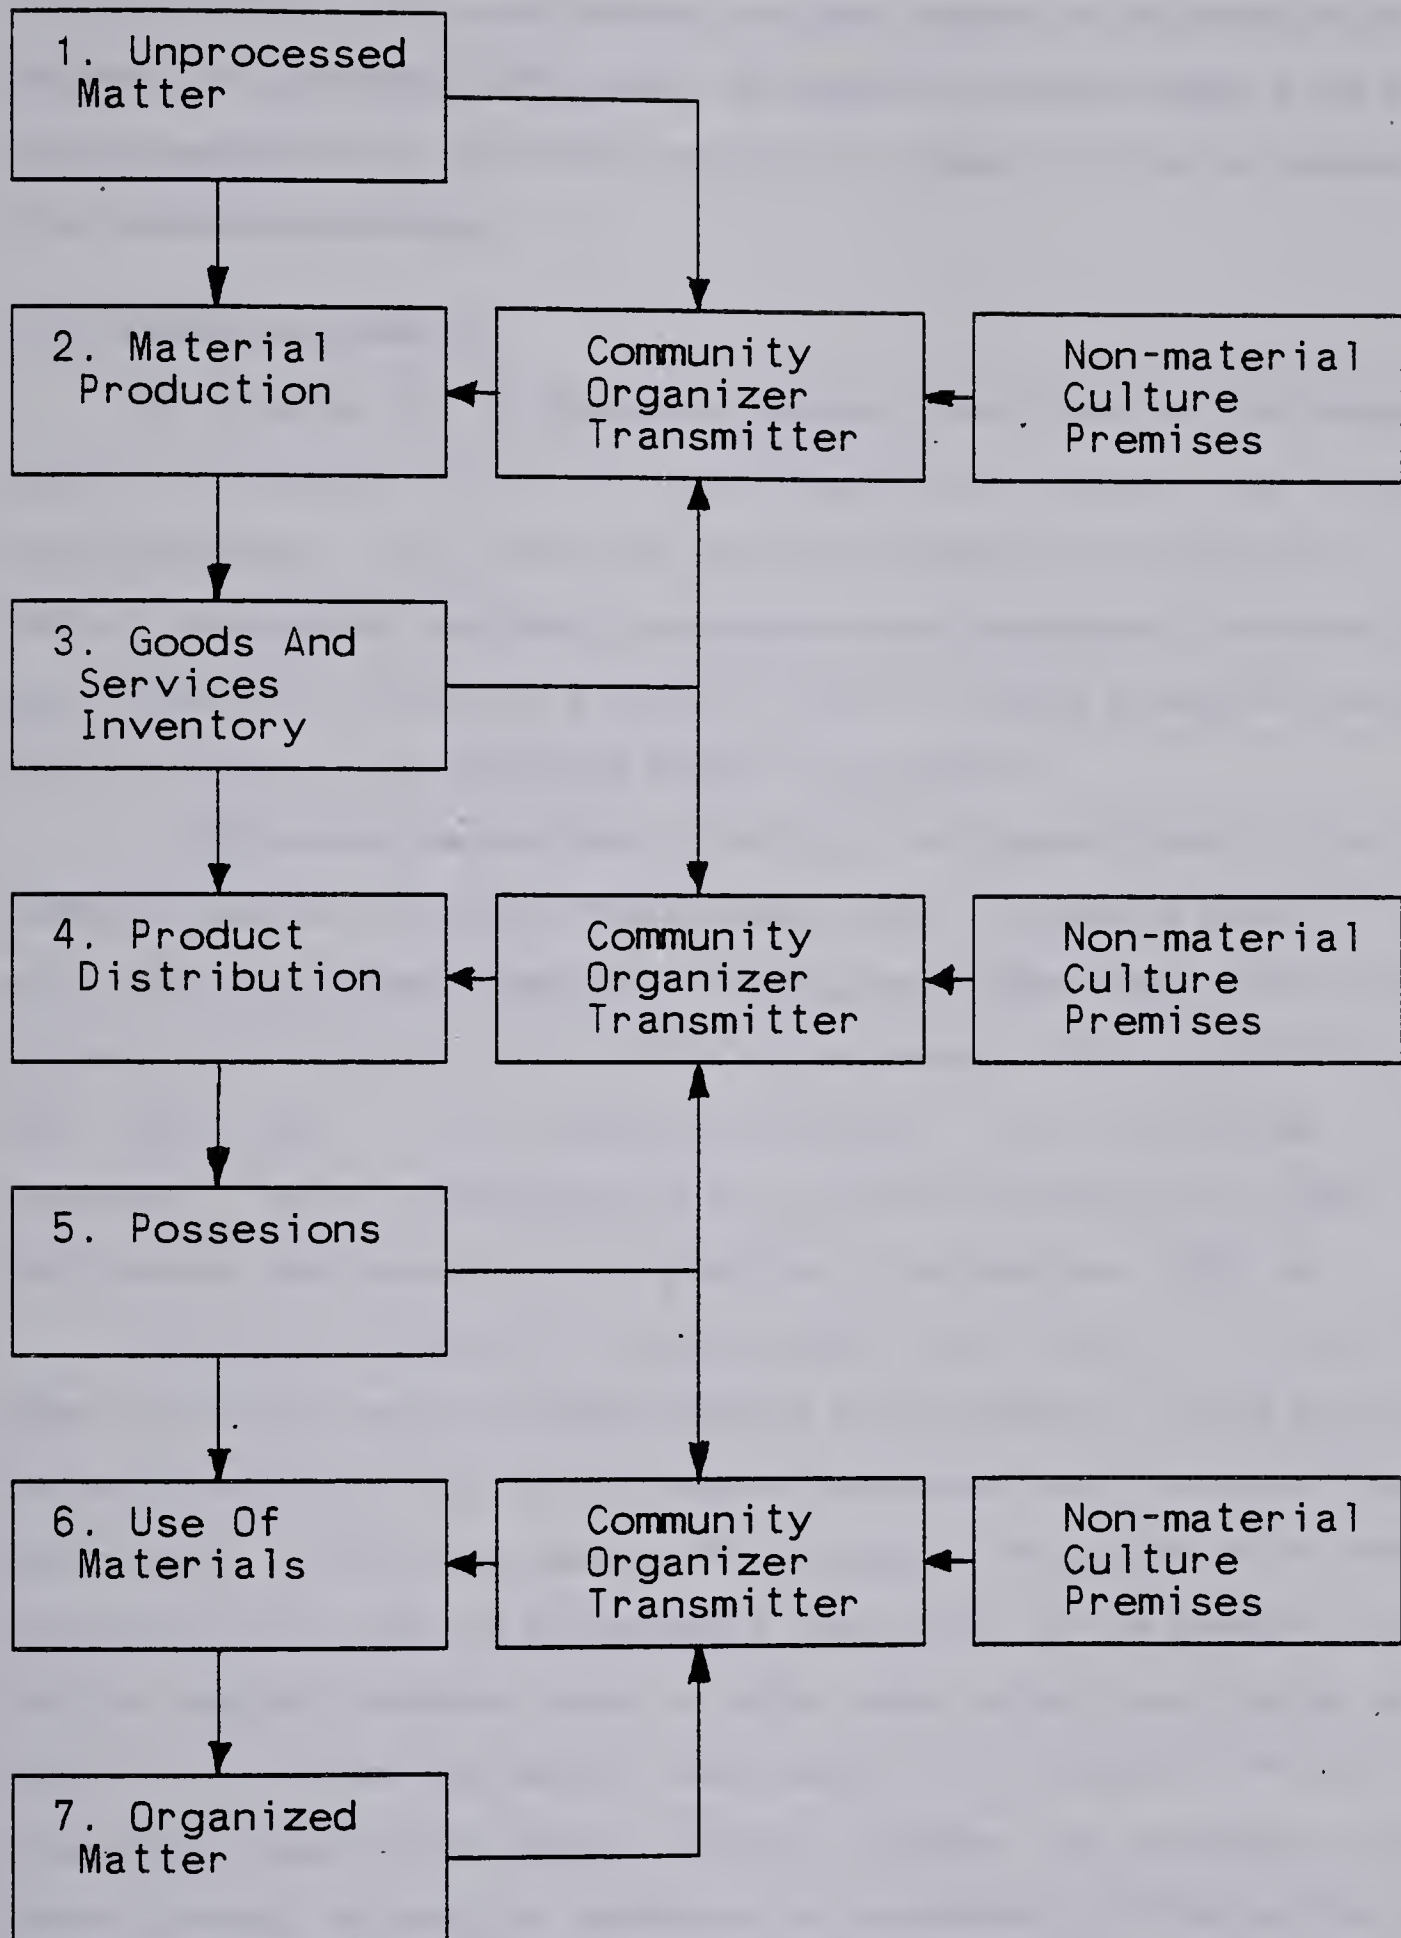 1. Unprocessed
Matter
2. Material
Production
Community
Organizer
Transmitter
Non-material
Culture
Premises
3. Goods And
Services
Inventory
4. Product
Distribution
Community
Organizer
Transmitter
Non-material
Culture
Premises
5. Possesions
6. Use Of
Materials
Community
Organizer
Transmitter
Non-material
Culture
Premises
7. Organized
Matter